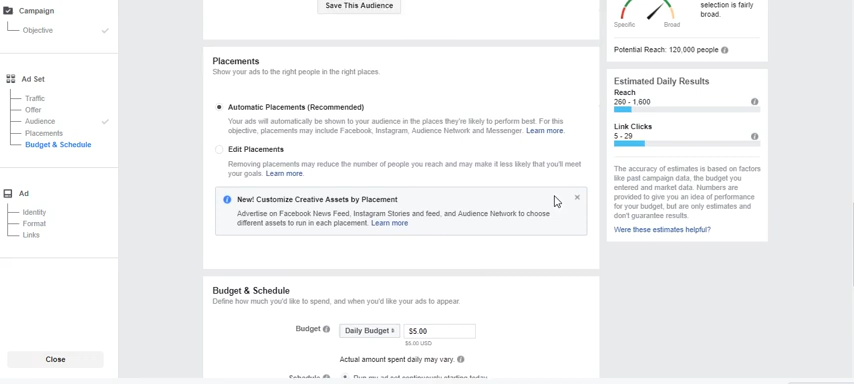 Campaign
Objective
Ad Set
Traffic
Offer
Audience
Placements
Budget & Schedule
Ad
Identity
Format
Links
Close
Save This Audience
Placements
Show your ads to the right people in the right places.
Automatic Placements (Recommended)
Your ads will automatically be shown to your audience in the places they're likely to perform best. For this
objective, placements may include Facebook, Instagram, Audience Network and Messenger. Learn more.
Edit Placements
Removing placements may reduce the number of people you reach and may make it less likely that you'll meet
your goals. Learn more.
New! Customize Creative Assets by Placement
Advertise on Facebook News Feed, Instagram Stories and feed, and Audience Network to choose
different assets to run in each placement. Learn more
Budget & Schedule
Define how much you'd like to spend, and when you'd like your ads to appear.
Budget
Daily Budget
$5.00
$5.00 USD
Actual amount spent daily may vary.
Schedule
Run my ad set continuously starting today
selection is fairly
broad.
Specific
Broad
Potential Reach: 120,000 people
Estimated Daily Results
Reach
260 - 1,600
Link Clicks
5 - 29
The accuracy of estimates is based on factors
like past campaign data, the budget you
entered and market data. Numbers are
provided to give you an idea of performance
for your budget, but are only estimates and
don't guarantee results.
Were these estimates helpful?